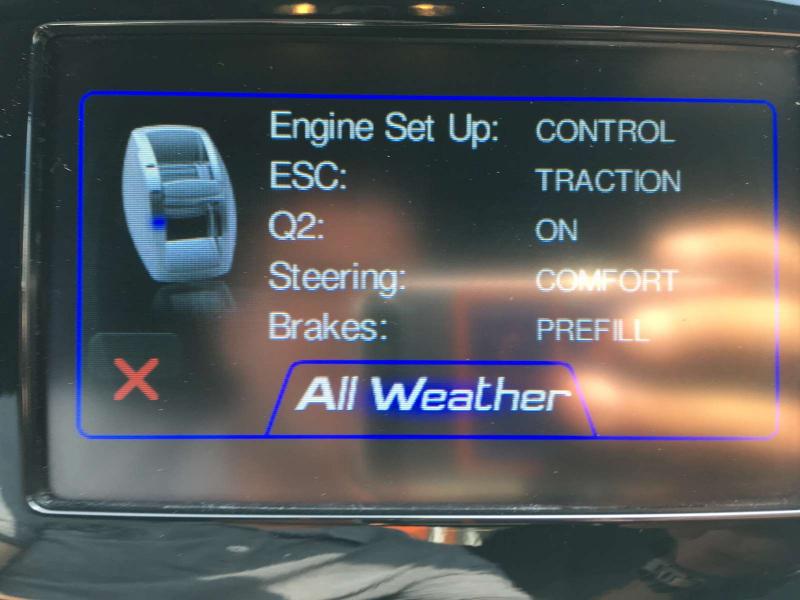 Engine Set Up: CONTROL
ESC: TRACTION
Q2: ON
Steering: COMFORT
Brakes: PREFILL
All Weather